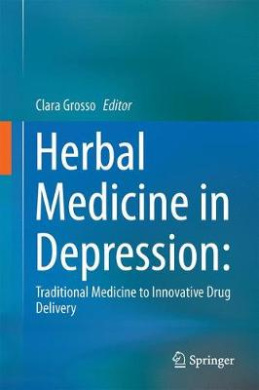 Clara Grosso Editor
Herbal
Medicine in
Depression:
Traditional Medicine to Innovative Drug
Delivery
Springer